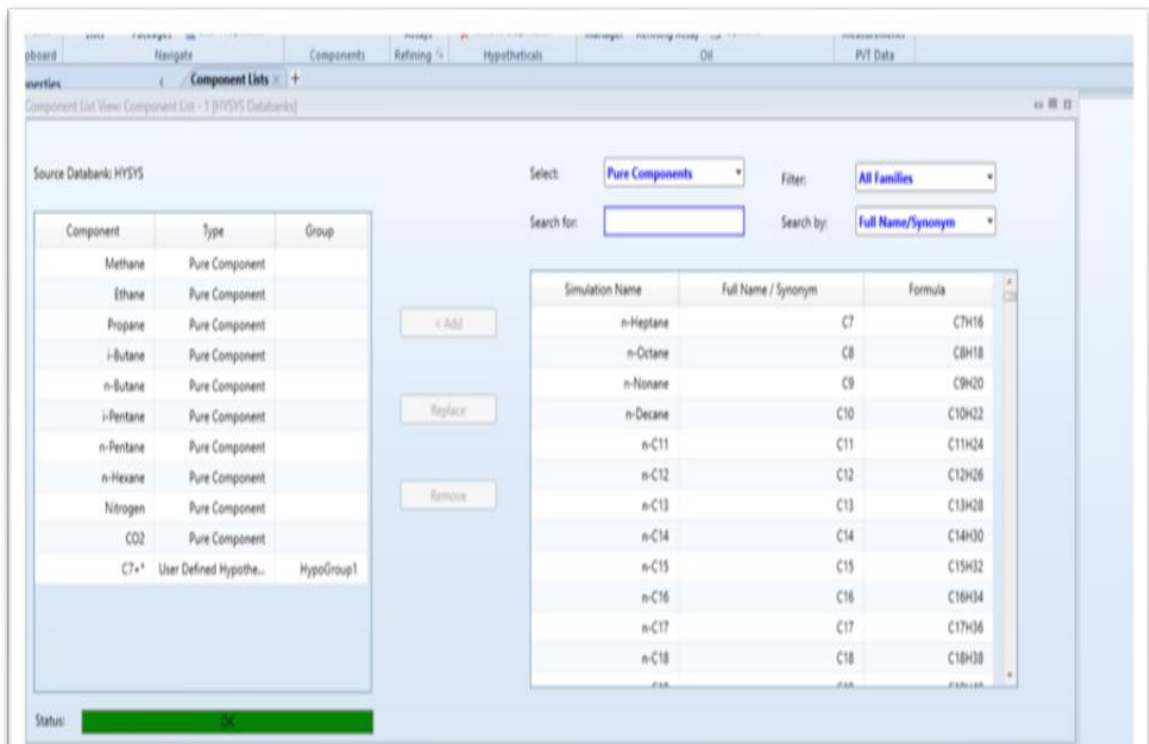 pboard Navigate Components Refining Hypotheticals Oil PVT Data
Component Lists × +
Component List View: Component List - 1 [HYSYS Databanks]
Source Databank: HYSYS
Select: Pure Components Filter: All Families
Search for: Search by: Full Name/Synonym
Component Type Group
Methane Pure Component
Ethane Pure Component
Propane Pure Component
i-Butane Pure Component
n-Butane Pure Component
i-Pentane Pure Component
n-Pentane Pure Component
n-Hexane Pure Component
Nitrogen Pure Component
CO2 Pure Component
C7+* User Defined Hypothe... HypoGroup1
< Add
Replace
Remove
Simulation Name Full Name / Synonym Formula
n-Heptane C7 C7H16
n-Octane C8 C8H18
n-Nonane C9 C9H20
n-Decane C10 C10H22
n-C11 C11 C11H24
n-C12 C12 C12H26
n-C13 C13 C13H28
n-C14 C14 C14H30
n-C15 C15 C15H32
n-C16 C16 C16H34
n-C17 C17 C17H36
n-C18 C18 C18H38
Status: OK